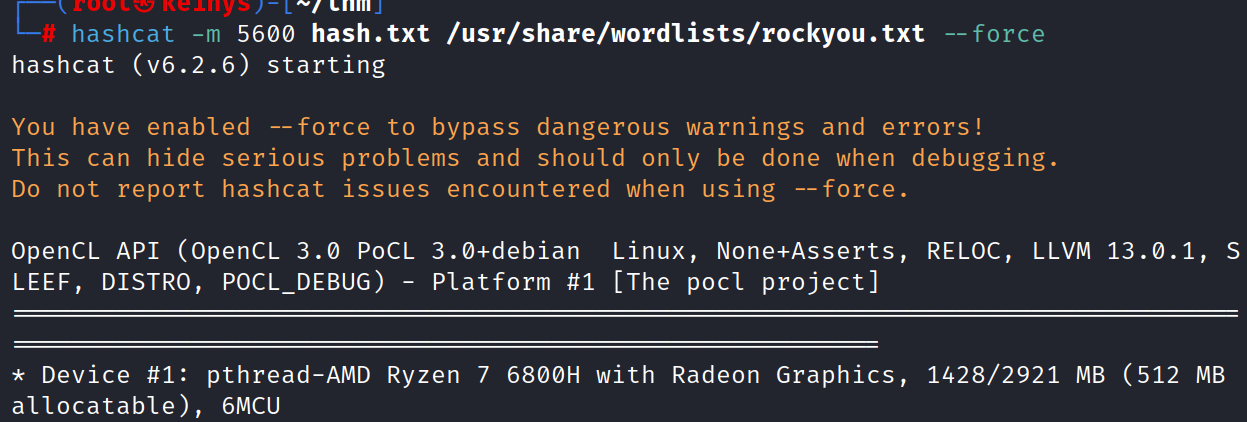 (root㉿kelnys)-[~/thm]
# hashcat -m 5600 hash.txt /usr/share/wordlists/rockyou.txt --force
hashcat (v6.2.6) starting
You have enabled --force to bypass dangerous warnings and errors!
This can hide serious problems and should only be done when debugging.
Do not report hashcat issues encountered when using --force.
OpenCL API (OpenCL 3.0 PoCL 3.0+debian  Linux, None+Asserts, RELOC, LLVM 13.0.1, S
LEEF, DISTRO, POCL_DEBUG) - Platform #1 [The pocl project]
==================================================================================
==========================================================
* Device #1: pthread-AMD Ryzen 7 6800H with Radeon Graphics, 1428/2921 MB (512 MB
allocatable), 6MCU